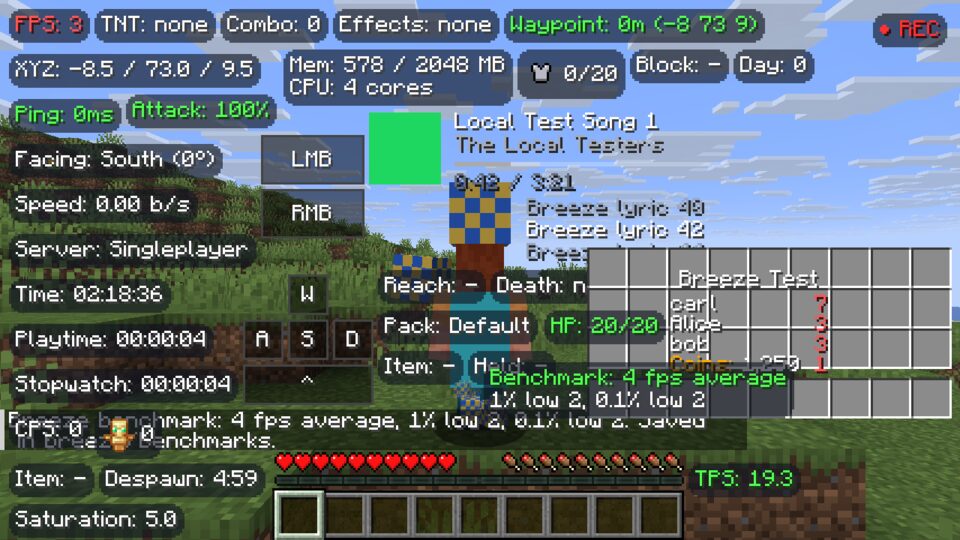 FPS: 3
TNT: none
Combo: 0
Effects: none
Waypoint: 0m (-8 73 9)
● REC
XYZ: -8.5 / 73.0 / 9.5
Mem: 578 / 2048 MB
CPU: 4 cores
0/20
Block: -
Day: 0
Ping: 0ms
Attack: 100%
Local Test Song 1
The Local Testers
0:42 / 3:21
Facing: South (0°)
LMB
Speed: 0.00 b/s
RMB
Breeze lyric 40
Breeze lyric 42
Breeze
Server: Singleplayer
Breeze Test
Time: 02:18:36
W
Reach: -
Death:
carl 7
Alice 3
bob 3
Coins: 1,250 1
Playtime: 00:00:04
A
S
D
Pack: Default
HP: 20/20
Item: -
Held: -
Stopwatch: 00:00:04
^
Benchmark: 4 fps average
1% low 2, 0.1% low 2
Breeze benchmark: 4 fps average, 1% low 2, 0.1% low 2. Saved
in breeze benchmarks.
CPS: 0
0
Item: -
Despawn: 4:59
TPS: 19.3
Saturation: 5.0